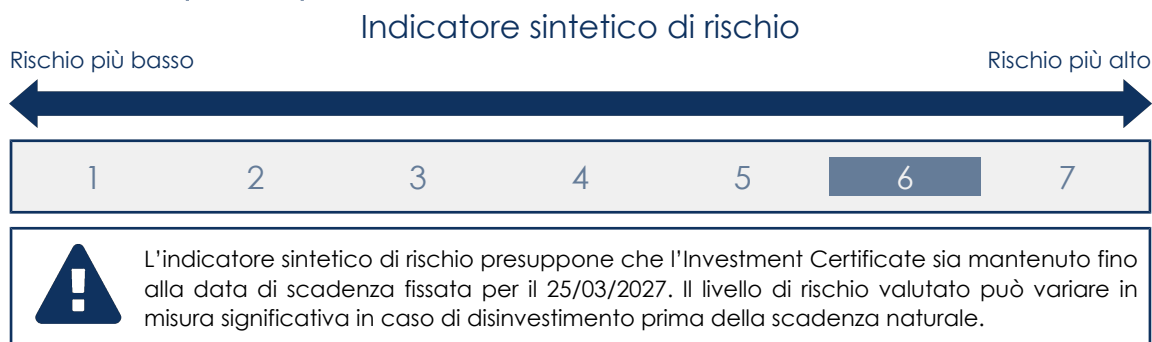 Indicatore sintetico di rischio
Rischio più basso Rischio più alto
1 2 3 4 5 6 7
L'indicatore sintetico di rischio presuppone che l'Investment Certificate sia mantenuto fino
alla data di scadenza fissata per il 25/03/2027. Il livello di rischio valutato può variare in
misura significativa in caso di disinvestimento prima della scadenza naturale.